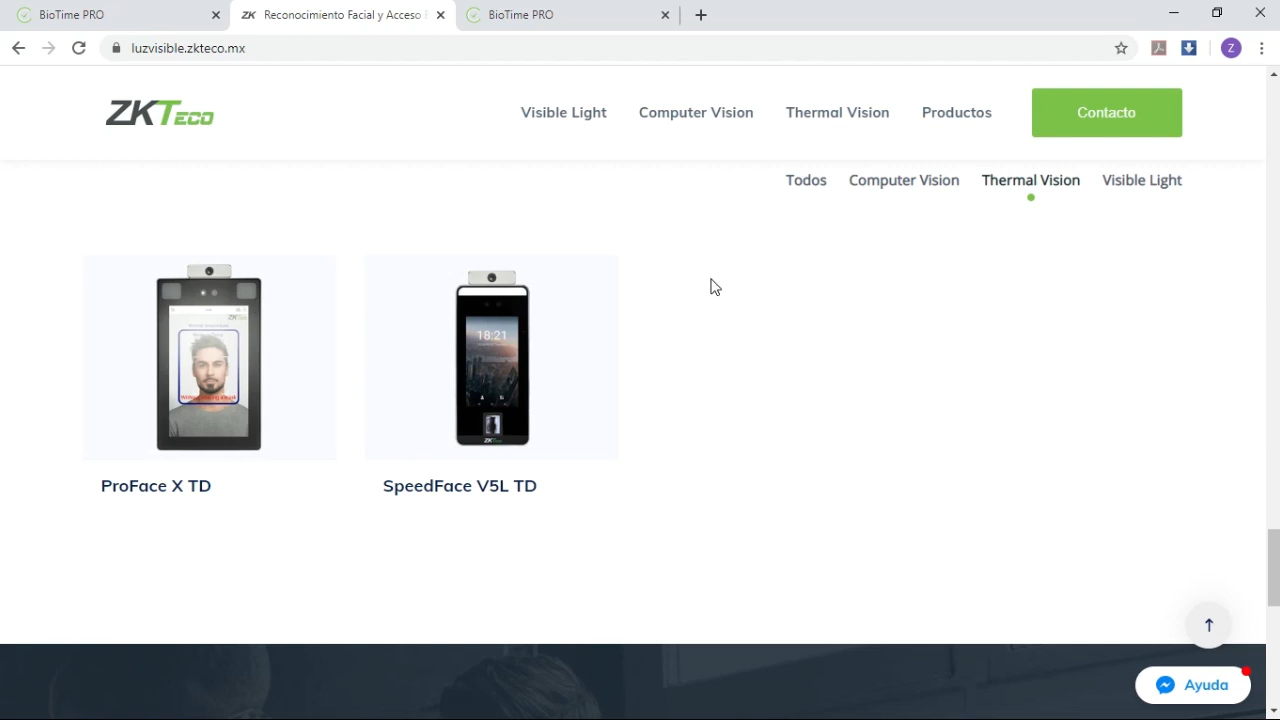 BioTime PRO
Reconocimiento Facial y Acceso
BioTime PRO
luzvisible.zkteco.mx
Z
ZKTeco
Visible Light
Computer Vision
Thermal Vision
Productos
Contacto
Todos
Computer Vision
Thermal Vision
Visible Light
18:21
ProFace X TD
SpeedFace V5L TD
Ayuda